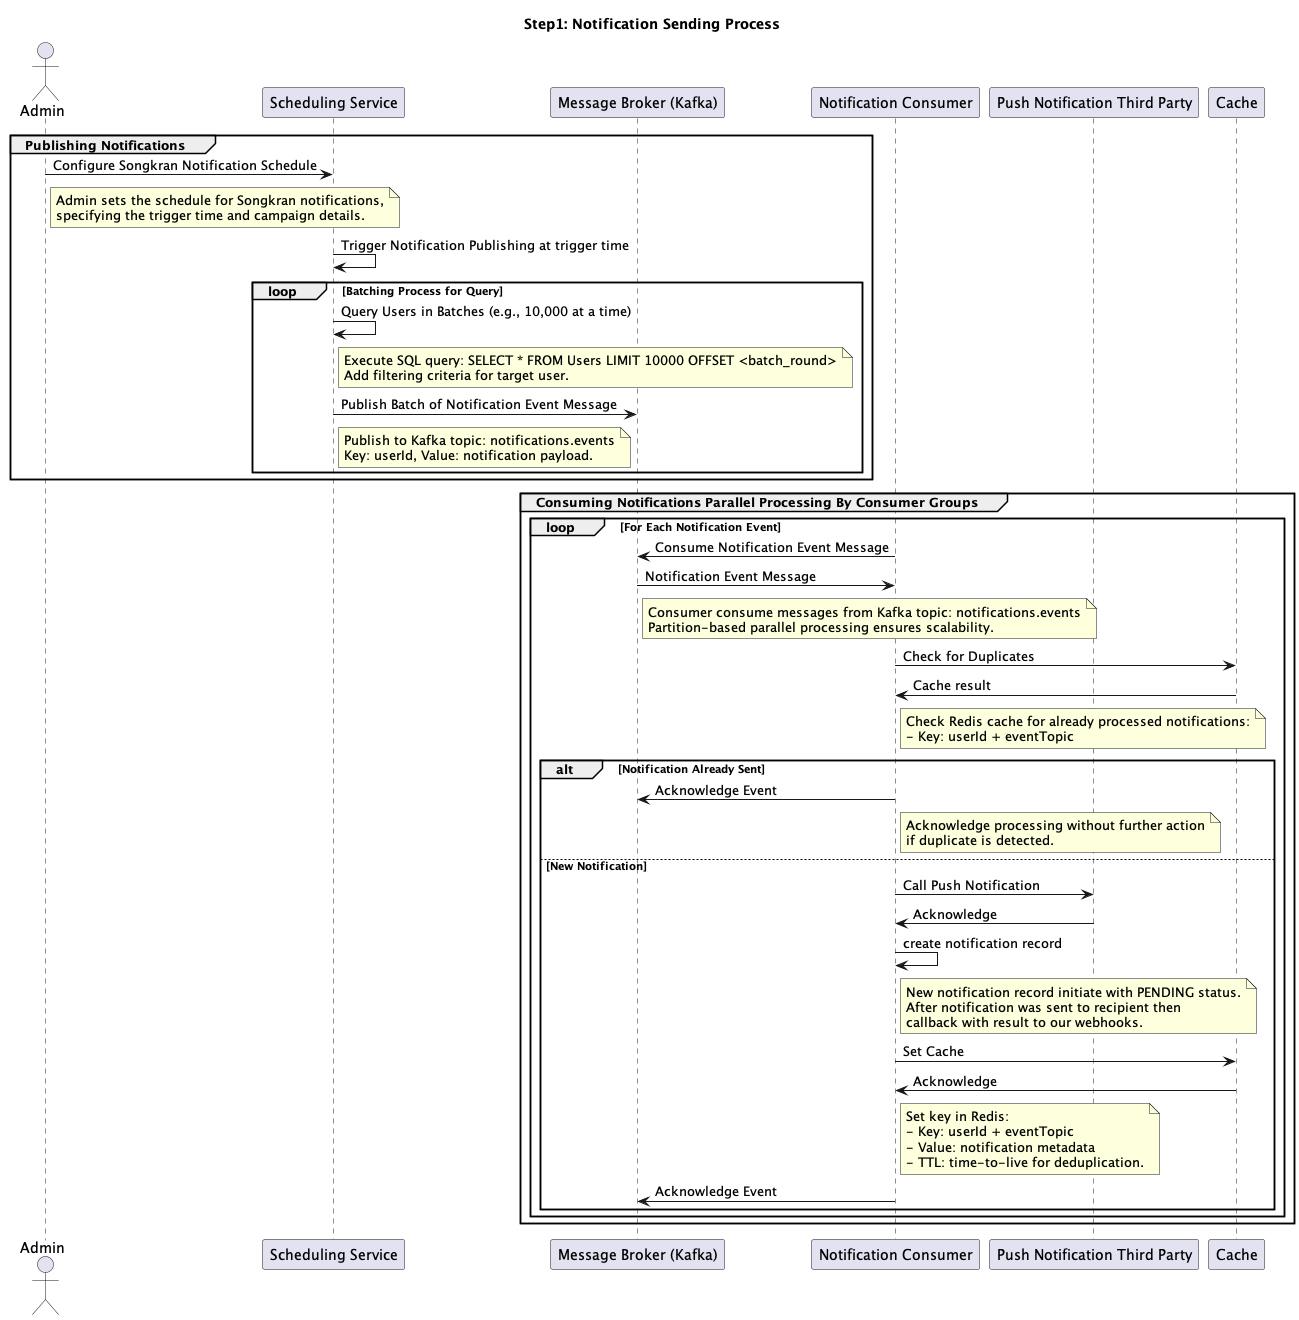 Step1: Notification Sending Process
Admin
Scheduling Service
Message Broker (Kafka)
Notification Consumer
Push Notification Third Party
Cache
Publishing Notifications
Configure Songkran Notification Schedule
Admin sets the schedule for Songkran notifications,
specifying the trigger time and campaign details.
Trigger Notification Publishing at trigger time
loop
[Batching Process for Query]
Query Users in Batches (e.g., 10,000 at a time)
Execute SQL query: SELECT * FROM Users LIMIT 10000 OFFSET <batch_round>
Add filtering criteria for target user.
Publish Batch of Notification Event Message
Publish to Kafka topic: notifications.events
Key: userId, Value: notification payload.
Consuming Notifications Parallel Processing By Consumer Groups
loop
[For Each Notification Event]
Consume Notification Event Message
Notification Event Message
Consumer consume messages from Kafka topic: notifications.events
Partition-based parallel processing ensures scalability.
Check for Duplicates
Cache result
Check Redis cache for already processed notifications:
- Key: userId + eventTopic
alt
[Notification Already Sent]
Acknowledge Event
Acknowledge processing without further action
if duplicate is detected.
[New Notification]
Call Push Notification
Acknowledge
create notification record
New notification record initiate with PENDING status.
After notification was sent to recipient then
callback with result to our webhooks.
Set Cache
Acknowledge
Set key in Redis:
- Key: userId + eventTopic
- Value: notification metadata
- TTL: time-to-live for deduplication.
Acknowledge Event
Admin
Scheduling Service
Message Broker (Kafka)
Notification Consumer
Push Notification Third Party
Cache